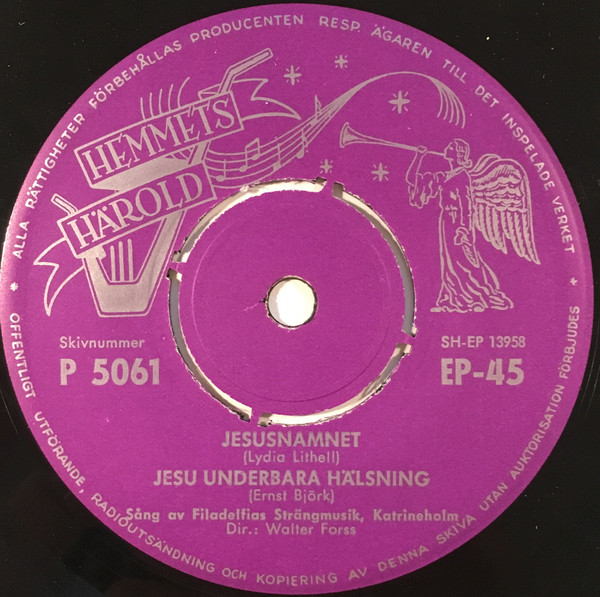 ALLA RÄTTIGHETER FÖRBEHÅLLAS PRODUCENTEN RESP. ÄGAREN TILL DET INSPELADE VERKET
HEMMETS
HÄROLD
Skivnummer
P 5061
SH-EP 13958
EP-45
JESUSNAMNET
(Lydia Lithell)
JESU UNDERBARA HÄLSNING
(Ernst Björk)
Sång av Filadelfias Strängmusik, Katrineholm
Dir.: Walter Forss
* OFFENTLIGT UTFÖRANDE, RADIOUTSÄNDNING OCH KOPIERING AV DENNA SKIVA UTAN AUKTORISATION FÖRBJUDES *